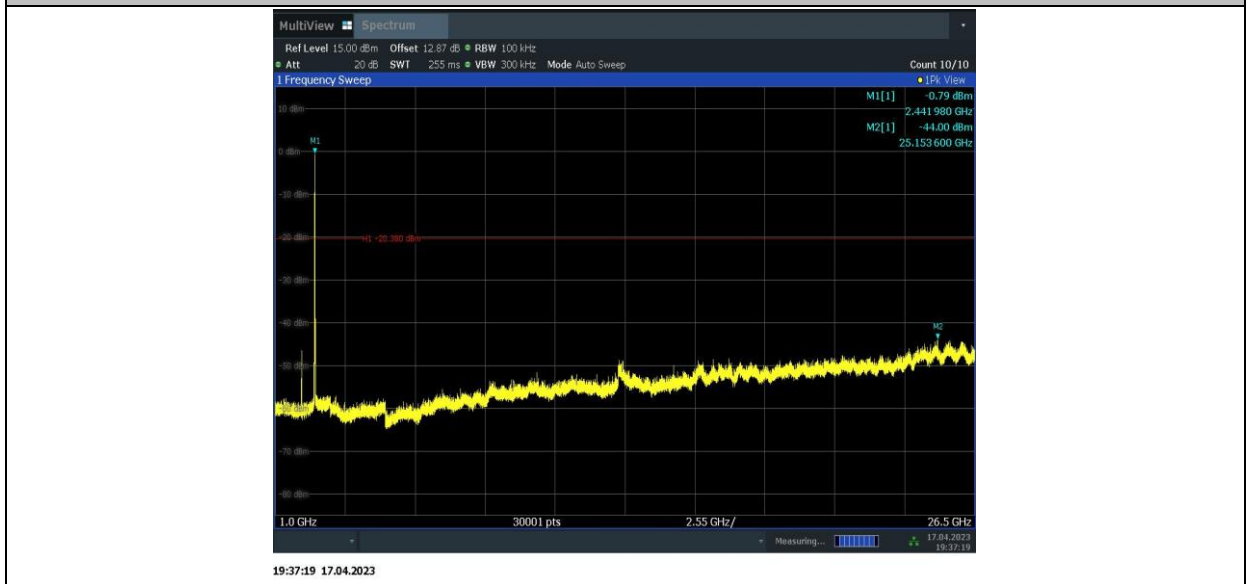 MultiView Spectrum
Ref Level 15.00 dBm Offset 12.87 dB RBW 100 kHz
Att 20 dB SWT 255 ms VBW 300 kHz Mode Auto Sweep Count 10/10
1 Frequency Sweep 1Pk View
M1[1] -0.79 dBm
2.441980 GHz
M2[1] -44.00 dBm
25.153600 GHz
10 dBm
M1
0 dBm
-10 dBm
-20 dBm
H1 -20.380 dBm
-30 dBm
-40 dBm
M2
-50 dBm
-60 dBm
-70 dBm
-80 dBm
1.0 GHz 30001 pts 2.55 GHz/ 26.5 GHz
Measuring... 17.04.2023
19:37:19
19:37:19 17.04.2023